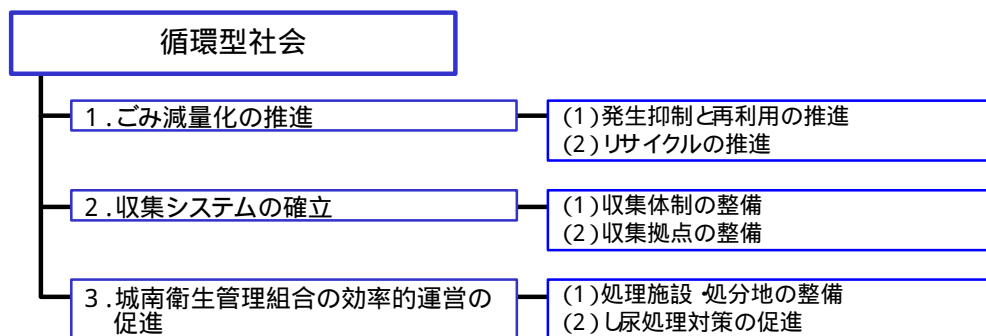 循環型社会
1.ごみ減量化の推進
(1)発生抑制と再利用の推進
(2)リサイクルの推進
2.収集システムの確立
(1)収集体制の整備
(2)収集拠点の整備
3.城南衛生管理組合の効率的運営の
促進
(1)処理施設・処分地の整備
(2)し尿処理対策の促進